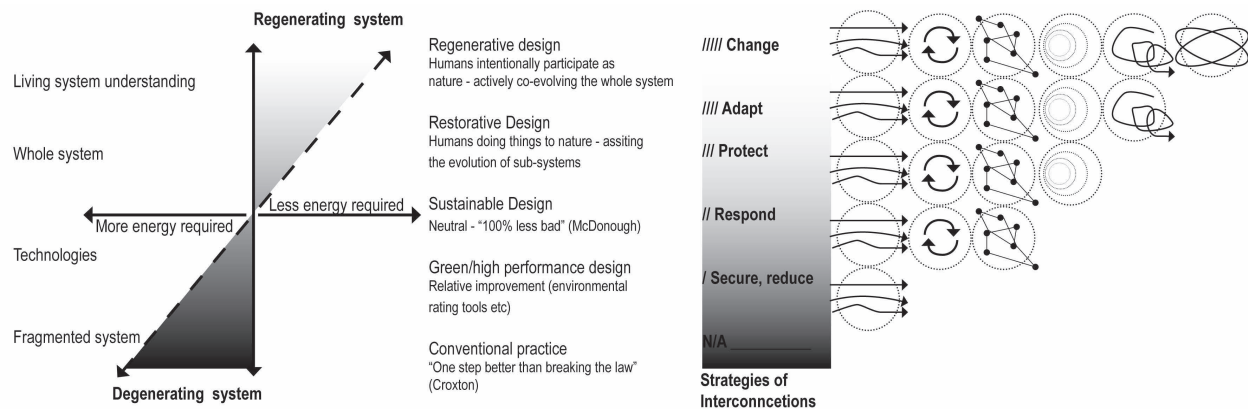 Regenerating system
Living system understanding
Whole system
Less energy required
More energy required
Technologies
Fragmented system
Degenerating system
Regenerative design
Humans intentionally participate as
nature - actively co-evolving the whole system
Restorative Design
Humans doing things to nature - assiting
the evolution of sub-systems
Sustainable Design
Neutral - “100% less bad” (McDonough)
Green/high performance design
Relative improvement (environmental
rating tools etc)
Conventional practice
“One step better than breaking the law”
(Croxton)
///// Change
//// Adapt
/// Protect
// Respond
/ Secure, reduce
N/A ___________
Strategies of
Interconncetions